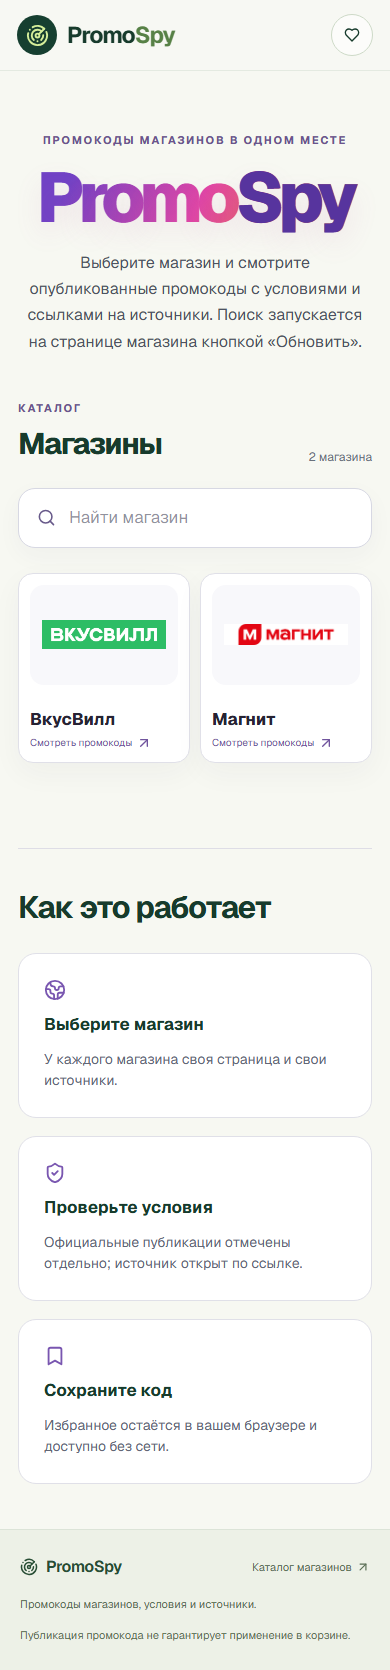 PromoSpy
ПРОМОКОДЫ МАГАЗИНОВ В ОДНОМ МЕСТЕ
PromoSpy
Выберите магазин и смотрите
опубликованные промокоды с условиями и
ссылками на источники. Поиск запускается
на странице магазина кнопкой «Обновить».
КАТАЛОГ
Магазины
2 магазина
Найти магазин
ВКУСВИЛЛ
МАГНИТ
ВкусВилл
Магнит
Смотреть промокоды
Смотреть промокоды
Как это работает
Выберите магазин
У каждого магазина своя страница и свои
источники.
Проверьте условия
Официальные публикации отмечены
отдельно; источник открыт по ссылке.
Сохраните код
Избранное остаётся в вашем браузере и
доступно без сети.
PromoSpy
Каталог магазинов
Промокоды магазинов, условия и источники.
Публикация промокода не гарантирует применение в корзине.